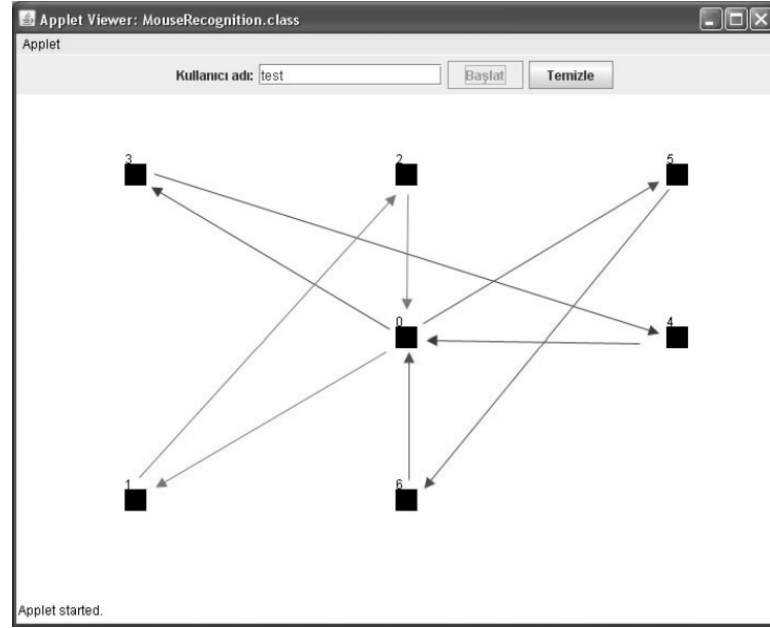 Applet Viewer: MouseRecognition.class
Applet
Kullanıcı adı: test Başlat Temizle
3 2 5
0 4
1 6
Applet started.